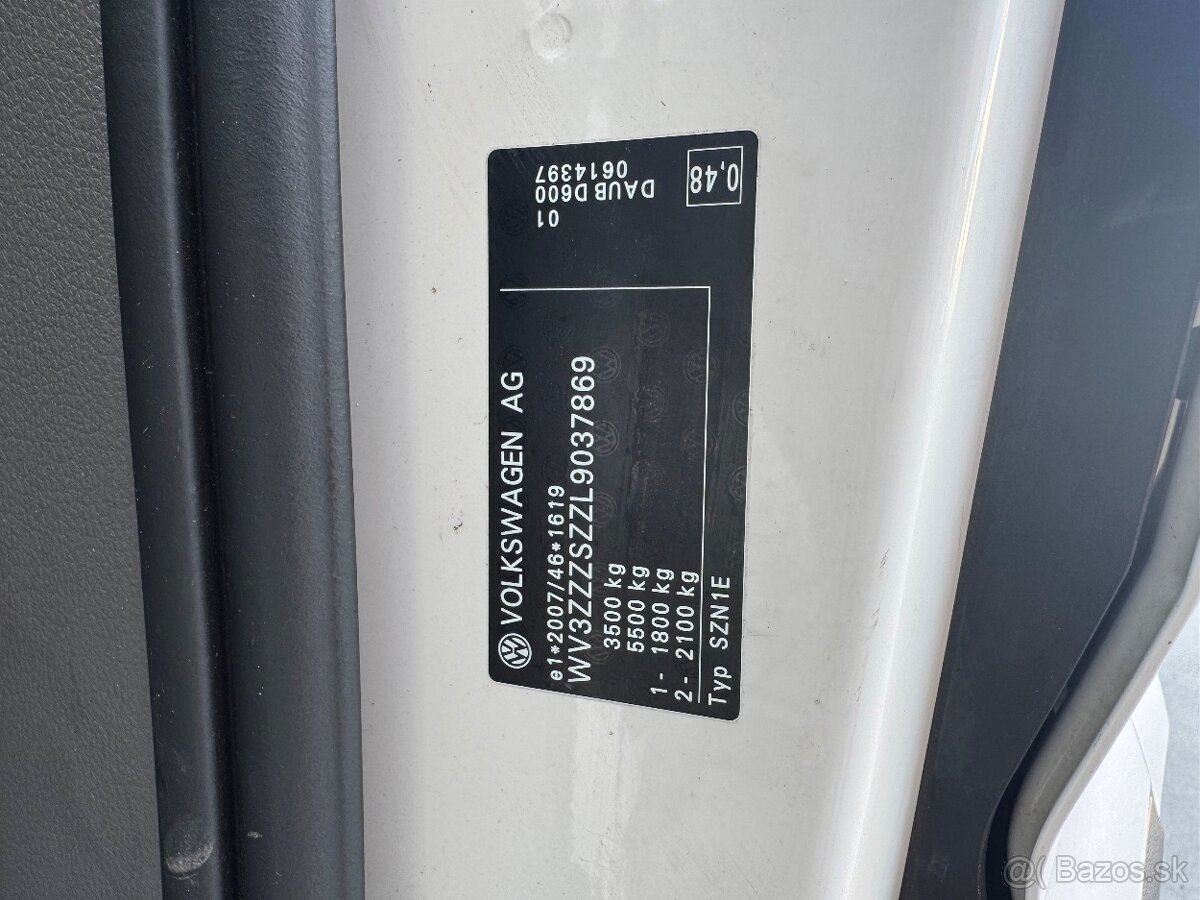 VOLKSWAGEN AG
e1*2007/46*1619
WV3ZZZSZZL9037869
3500 kg
5500 kg
1- 1800 kg
2- 2100 kg
Typ SZN1E
01
DAUB D600
0614397
0,48
@( Bazos.sk